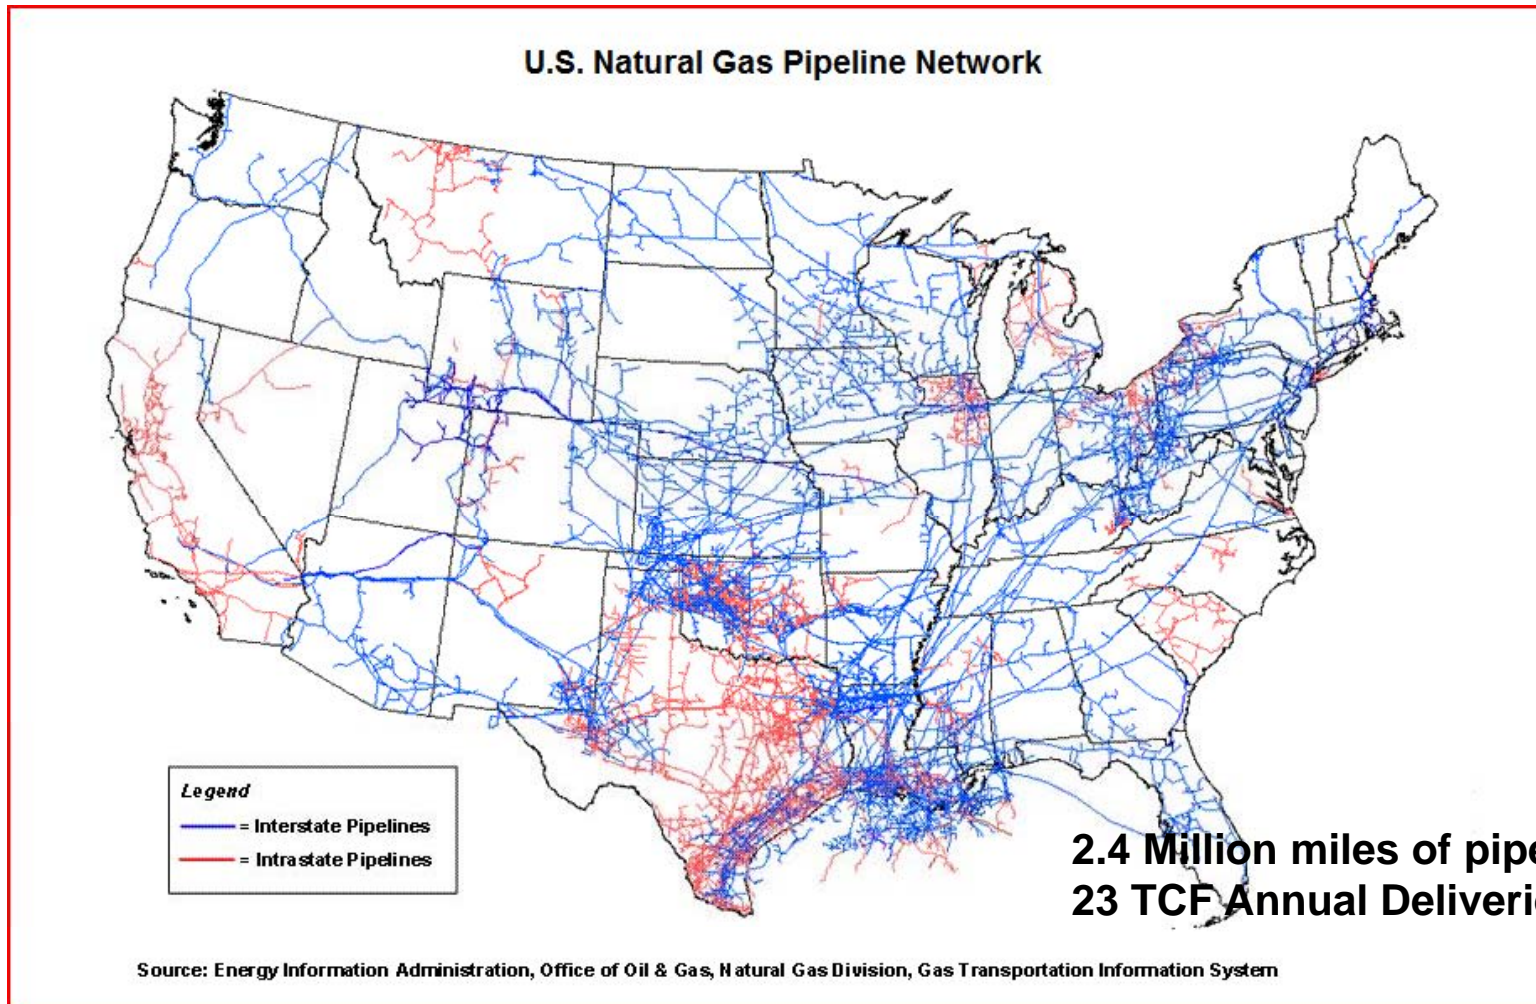 U.S. Natural Gas Pipeline Network
Legend
= Interstate Pipelines
= Intrastate Pipelines
2.4 Million miles of pipe
23 TCF Annual Deliveri
Source: Energy Information Administration, Office of Oil & Gas, Natural Gas Division, Gas Transportation Information System